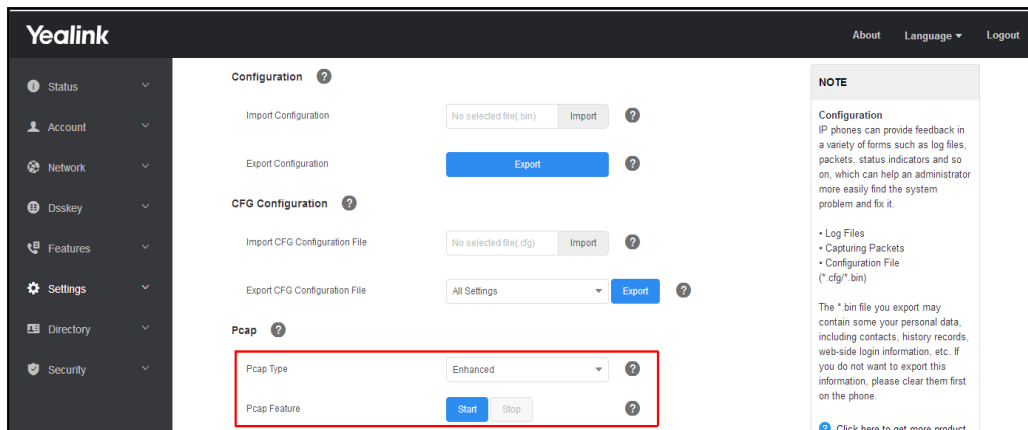 Yealink
About Language Logout
Status
Account
Network
Dsskey
Features
Settings
Directory
Security
Configuration ?
Import Configuration No selected file(.bin) Import ?
Export Configuration Export ?
CFG Configuration ?
Import CFG Configuration File No selected file(.cfg) Import ?
Export CFG Configuration File All Settings Export ?
Pcap ?
Pcap Type Enhanced ?
Pcap Feature Start Stop ?
NOTE
Configuration
IP phones can provide feedback in
a variety of forms such as log files,
packets, status indicators and so
on, which can help an administrator
more easily find the system
problem and fix it.
• Log Files
• Capturing Packets
• Configuration File
(*.cfg/*.bin)
The *.bin file you export may
contain some your personal data,
including contacts, history records,
web-side login information, etc. If
you do not want to export this
information, please clear them first
on the phone.
? Click here to get more product